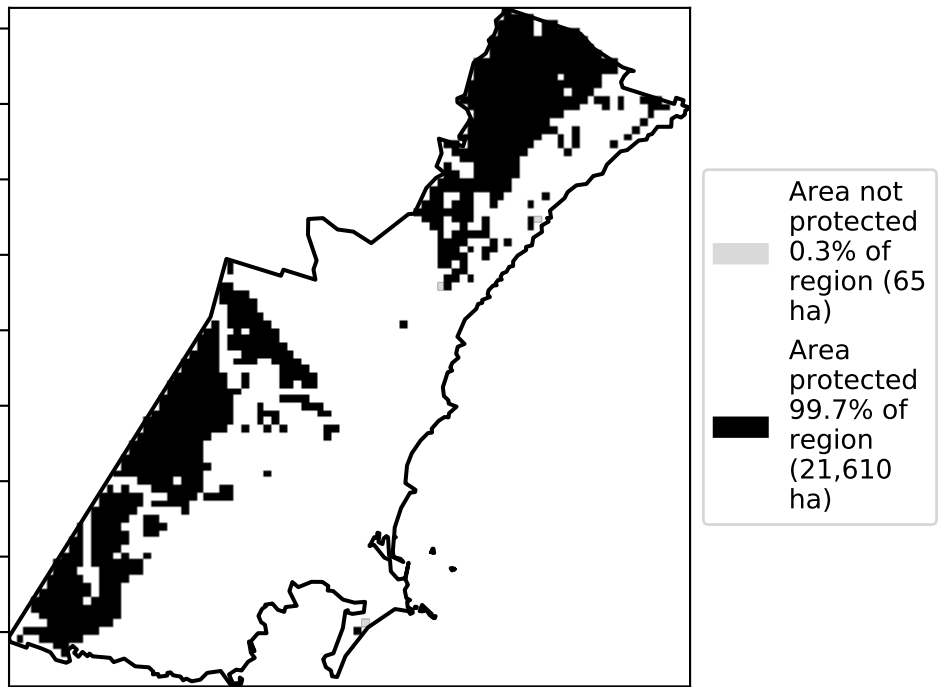 Area not
protected
0.3% of
region (65
ha)
Area
protected
99.7% of
region
(21,610
ha)